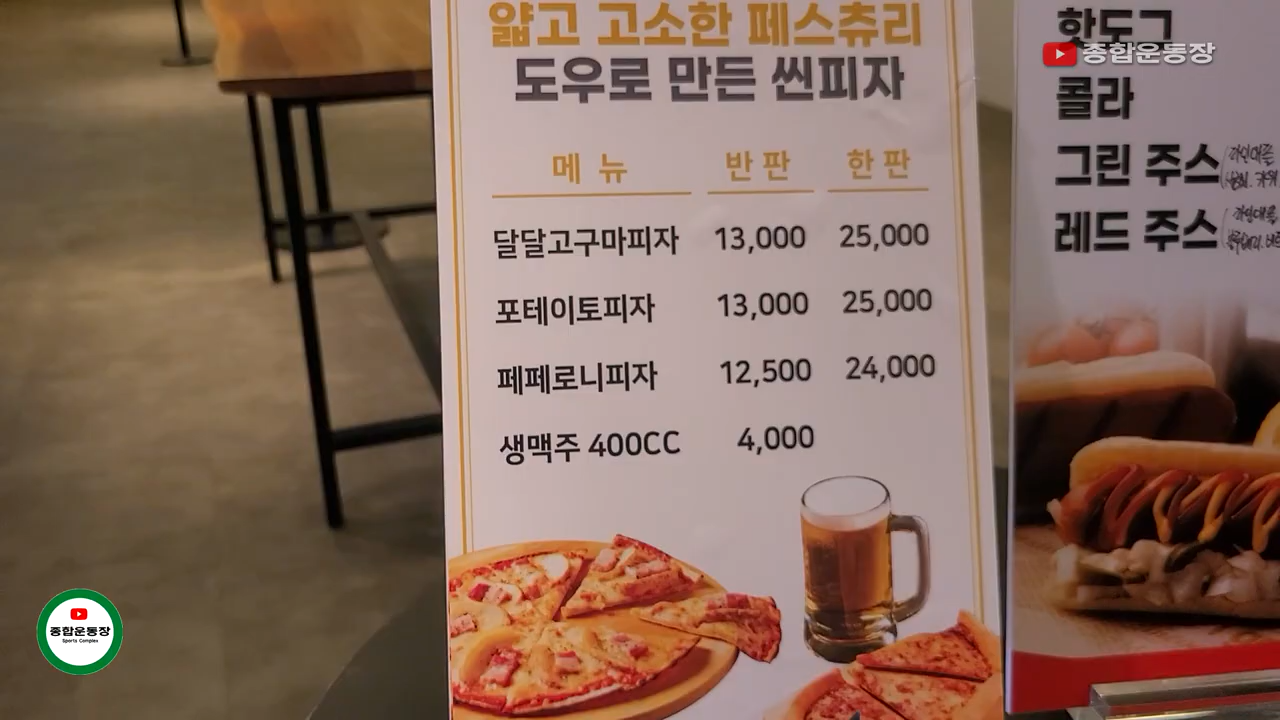 얇고 고소한 페스츄리
도우로 만든 씬피자
메 뉴 반 판 한 판
달달고구마피자 13,000 25,000
포테이토피자 13,000 25,000
페페로니피자 12,500 24,000
생맥주 400CC 4,000
핫도그
종합운동장
콜라
그린 주스
레드 주스
종합운동장
Sports Complex